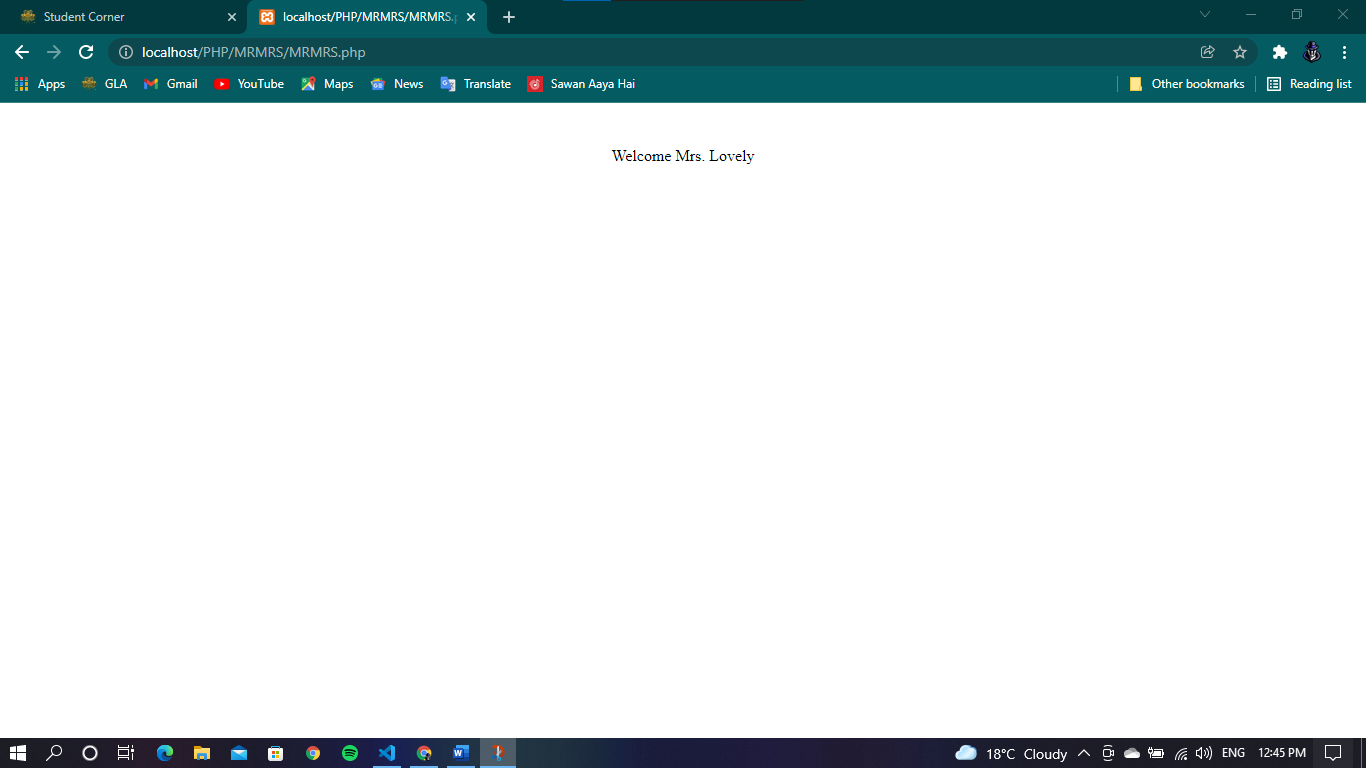 Student Corner
localhost/PHP/MRMRS/MRMRS.p
localhost/PHP/MRMRS/MRMRS.php
Apps GLA Gmail YouTube Maps News Translate Sawan Aaya Hai Other bookmarks Reading list
Welcome Mrs. Lovely
18°C Cloudy ENG 12:45 PM